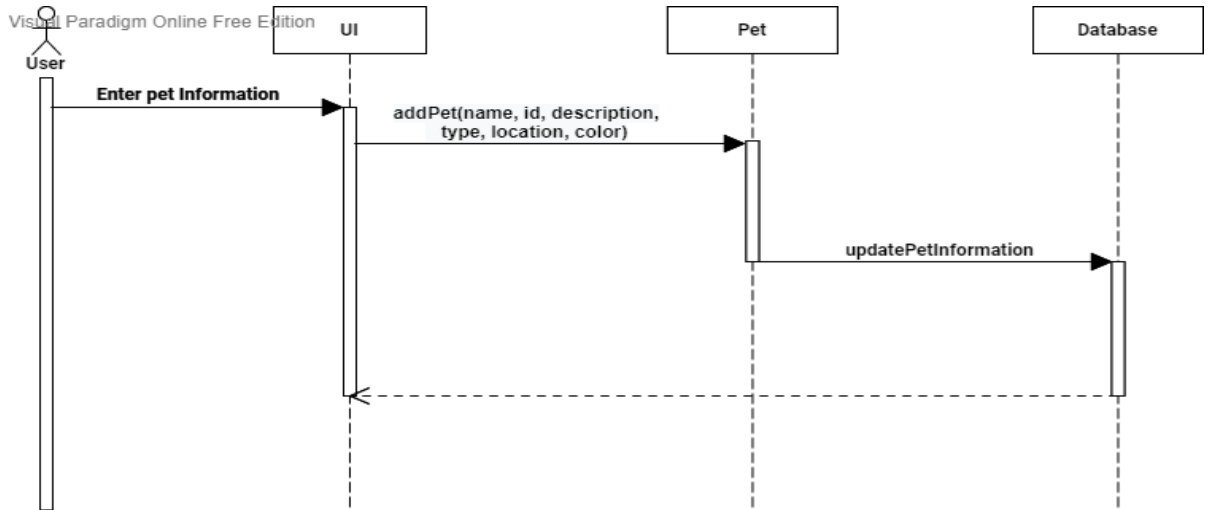 Visual Paradigm Online Free Edition
UI
Pet
Database
User
Enter pet Information
addPet(name, id, description,
type, location, color)
updatePetInformation